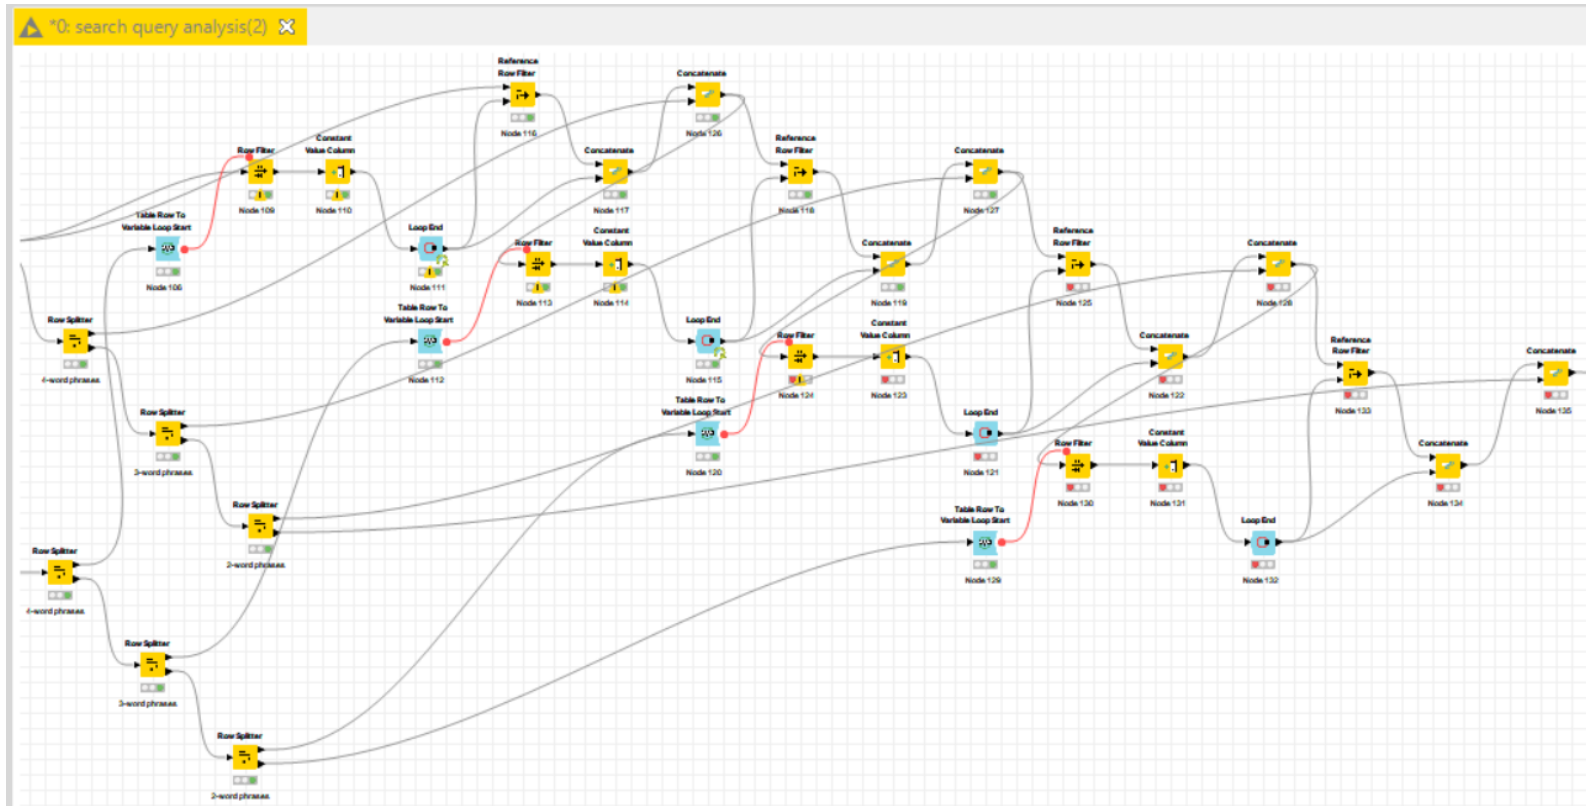 *0: search query analysis(2)
Reference
Row Filter
Node 116
Concatenate
Node 126
Row Filter
Node 109
Constant
Value Column
Node 110
Concatenate
Node 117
Reference
Row Filter
Node 118
Concatenate
Node 127
Table Row To
Variable Loop Start
Node 106
Loop End
Node 111
Row Filter
Node 113
Constant
Value Column
Node 114
Concatenate
Node 119
Reference
Row Filter
Node 125
Concatenate
Node 128
Row Splitter
4-word phrases
Table Row To
Variable Loop Start
Node 112
Loop End
Node 115
Row Filter
Node 124
Constant
Value Column
Node 123
Concatenate
Node 122
Reference
Row Filter
Node 133
Concatenate
Node 135
Row Splitter
3-word phrases
Table Row To
Variable Loop Start
Node 120
Loop End
Node 121
Row Filter
Node 130
Constant
Value Column
Node 131
Concatenate
Node 134
Row Splitter
2-word phrases
Table Row To
Variable Loop Start
Node 129
Loop End
Node 132
Row Splitter
4-word phrases
Row Splitter
3-word phrases
Row Splitter
2-word phrases